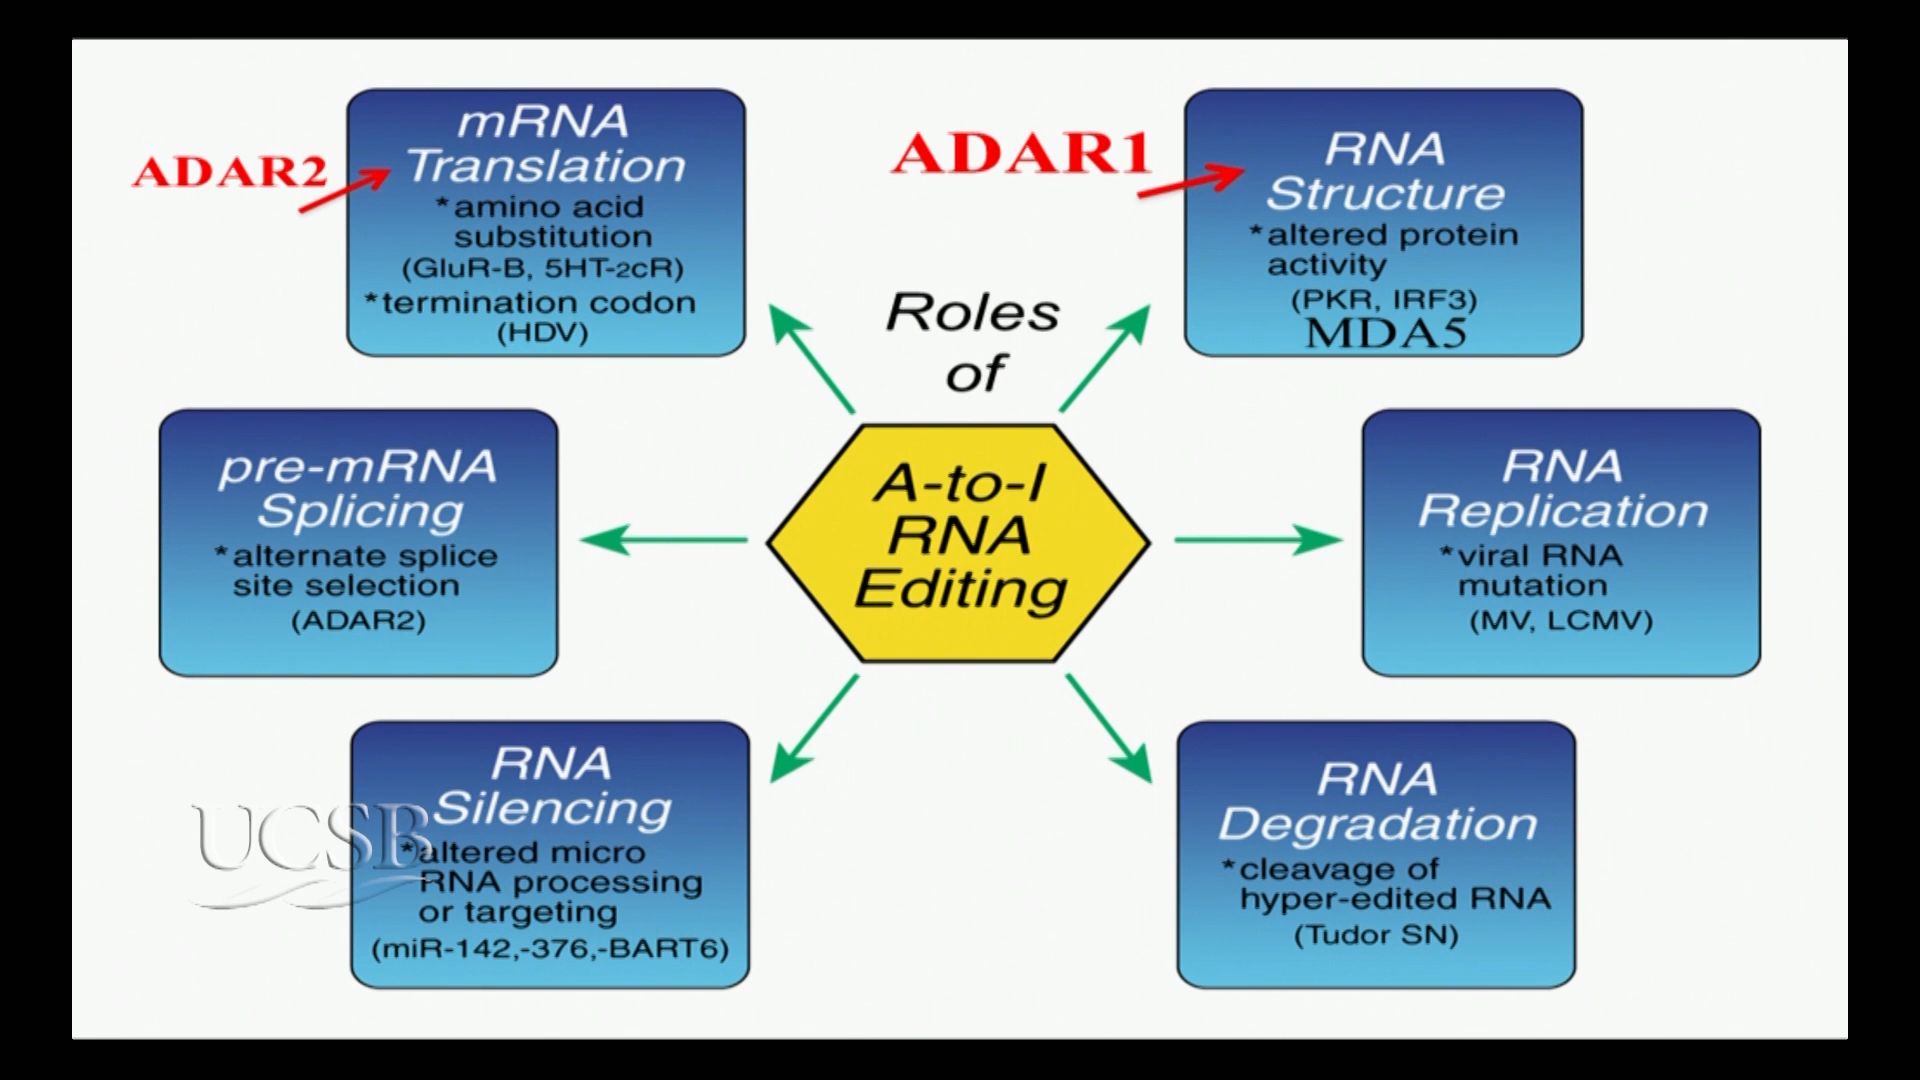 ADAR2
mRNA
Translation
*amino acid
substitution
(GluR-B, 5HT-2cR)
*termination codon
(HDV)
ADAR1
RNA
Structure
*altered protein
activity
(PKR, IRF3)
MDA5
Roles
of
A-to-I
RNA
Editing
pre-mRNA
Splicing
*alternate splice
site selection
(ADAR2)
RNA
Replication
*viral RNA
mutation
(MV, LCMV)
RNA
Silencing
*altered micro
RNA processing
or targeting
(miR-142,-376,-BART6)
UCSB
RNA
Degradation
*cleavage of
hyper-edited RNA
(Tudor SN)